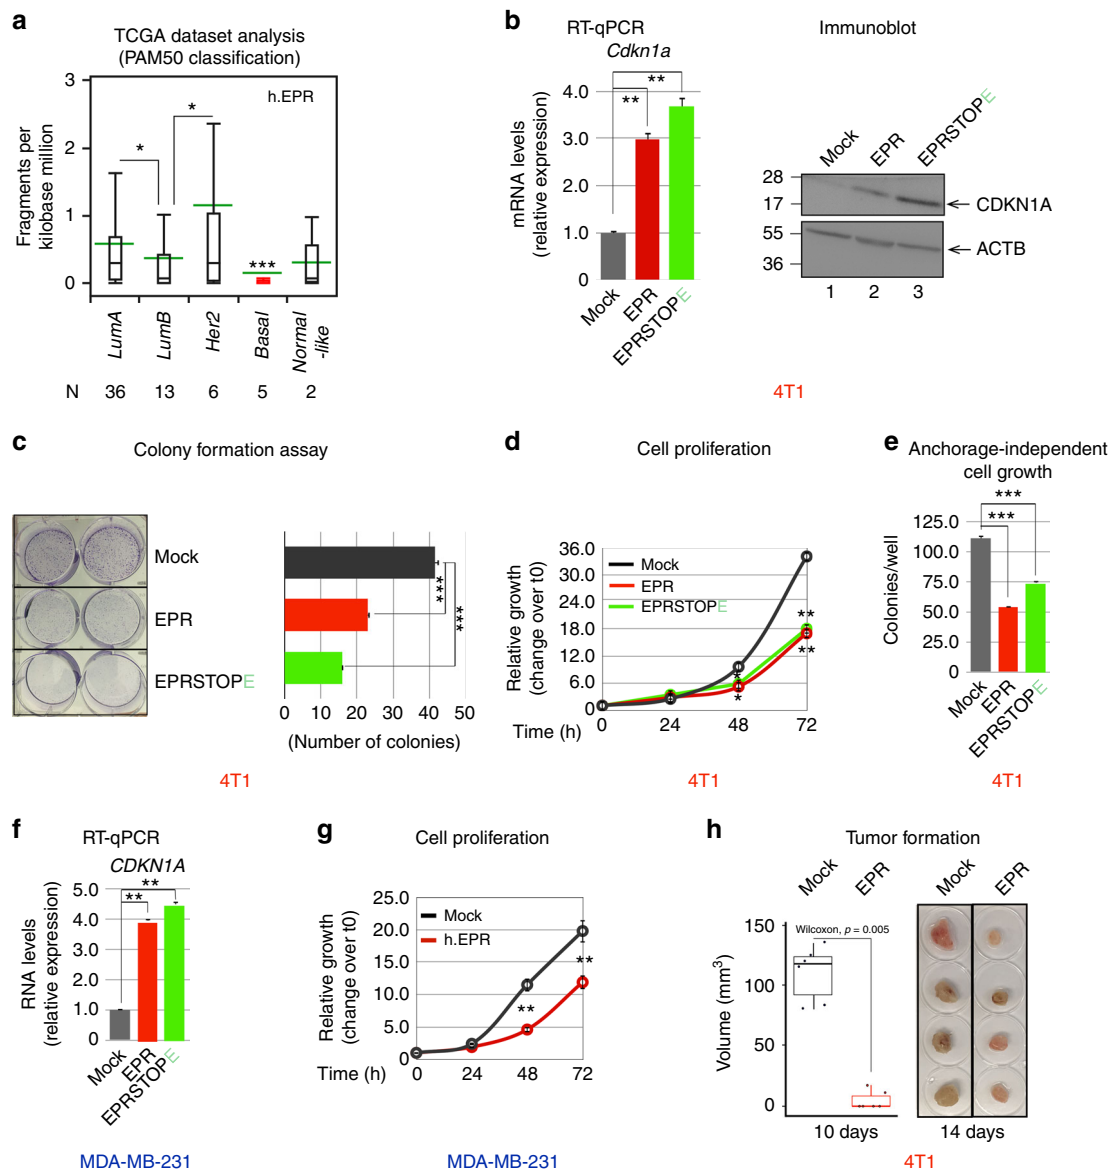 a
TCGA dataset analysis
(PAM50 classification)
h.EPR
Fragments per
kilobase million
3
2
1
0
*
*
***
LumA
LumB
Her2
Basal
Normal
-like
N 36 13 6 5 2
b
RT-qPCR
Cdkn1a
mRNA levels
(relative expression)
4.0
3.0
2.0
1.0
0
**
**
Mock
EPR
EPRSTOPE
Immunoblot
Mock
EPR
EPRSTOPE
28
17
55
36
CDKN1A
ACTB
1 2 3
4T1
c
Colony formation assay
Mock
EPR
EPRSTOPE
***
***
0 10 20 30 40 50
(Number of colonies)
4T1
d
Cell proliferation
Relative growth
(change over t0)
36.0
30.0
24.0
18.0
12.0
6.0
0
Mock
EPR
EPRSTOPE
*
*
**
**
Time (h) 0 24 48 72
4T1
e
Anchorage-independent
cell growth
Colonies/well
125.0
100.0
75.0
50.0
25.0
0
***
***
Mock
EPR
EPRSTOPE
4T1
f
RT-qPCR
CDKN1A
RNA levels
(relative expression)
5.0
4.0
3.0
2.0
1.0
0
**
**
Mock
EPR
EPRSTOPE
MDA-MB-231
g
Cell proliferation
Relative growth
(change over t0)
25.0
20.0
15.0
10.0
5.0
0
Mock
h.EPR
**
**
Time (h) 0 24 48 72
MDA-MB-231
h
Tumor formation
Mock
EPR
Mock
EPR
Wilcoxon, p = 0.005
Volume (mm3)
150
100
50
0
10 days
14 days
4T1